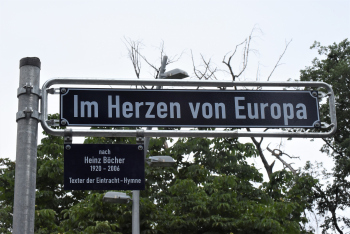 Im Herzen von Europa
nach
Heinz Böcher
1920 - 2006
Texter der Eintracht-Hymne